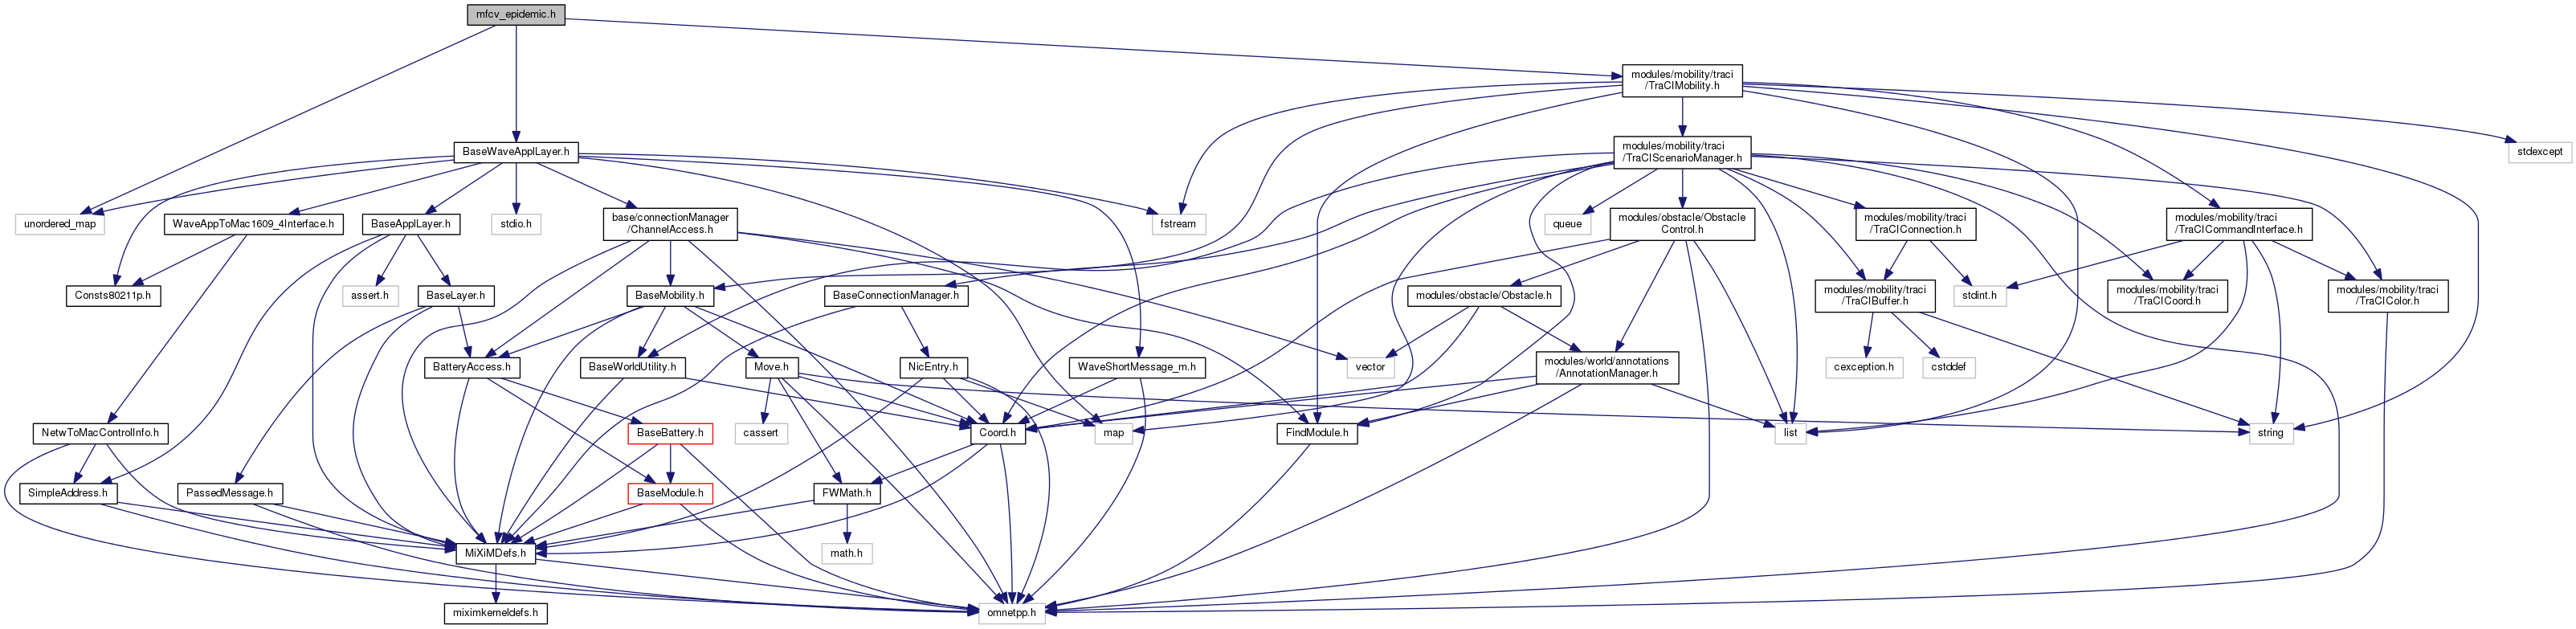 mfcv_epidemic.h
modules/mobility/traci
/TraCIMobility.h
BaseWaveApplLayer.h
modules/mobility/traci
/TraCIScenarioManager.h
stdexcept
unordered_map
WaveAppToMac1609_4Interface.h
BaseApplLayer.h
stdio.h
base/connectionManager
/ChannelAccess.h
fstream
queue
modules/obstacle/Obstacle
Control.h
modules/mobility/traci
/TraCIConnection.h
modules/mobility/traci
/TraCICommandInterface.h
Consts80211p.h
assert.h
BaseLayer.h
BaseMobility.h
BaseConnectionManager.h
modules/obstacle/Obstacle.h
modules/mobility/traci
/TraCIBuffer.h
stdint.h
modules/mobility/traci
/TraCICoord.h
modules/mobility/traci
/TraCIColor.h
BatteryAccess.h
BaseWorldUtility.h
Move.h
NicEntry.h
WaveShortMessage_m.h
vector
modules/world/annotations
/AnnotationManager.h
cexception.h
cstddef
NetwToMacControlInfo.h
BaseBattery.h
cassert
Coord.h
map
FindModule.h
list
string
SimpleAddress.h
PassedMessage.h
BaseModule.h
FWMath.h
MiXiMDefs.h
math.h
miximkerneldefs.h
omnetpp.h